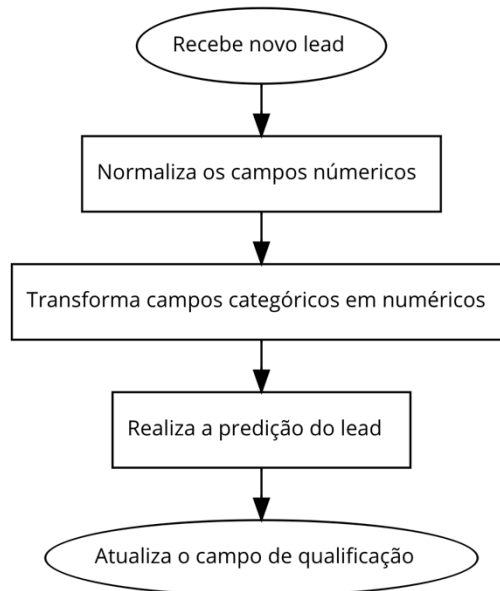 Recebe novo lead
Normaliza os campos númericos
Transforma campos categóricos em numéricos
Realiza a predição do lead
Atualiza o campo de qualificação